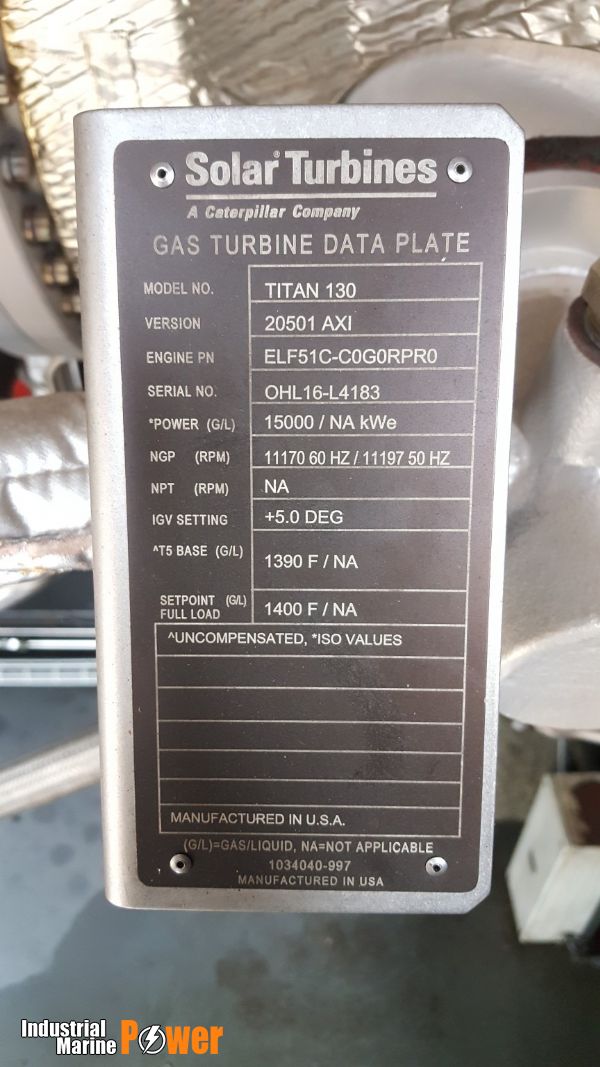 Solar® Turbines
A Caterpillar Company
GAS TURBINE DATA PLATE
MODEL NO. TITAN 130
VERSION 20501 AXI
ENGINE PN ELF51C-C0G0RPR0
SERIAL NO. OHL16-L4183
*POWER (G/L) 15000 / NA kWe
NGP (RPM) 11170 60 HZ / 11197 50 HZ
NPT (RPM) NA
IGV SETTING +5.0 DEG
^T5 BASE (G/L) 1390 F / NA
SETPOINT (G/L)
FULL LOAD 1400 F / NA
^UNCOMPENSATED, *ISO VALUES
MANUFACTURED IN U.S.A.
(G/L)=GAS/LIQUID, NA=NOT APPLICABLE
1034040-997
MANUFACTURED IN USA
Industrial
Marine Power